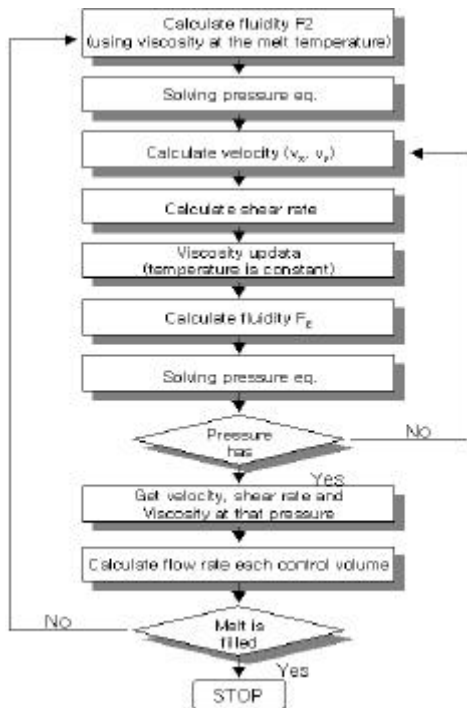 Calculate fluidity F2
(using viscosity at the melt temperature)
Solving pressure eq.
Calculate velocity (vx, vy)
Calculate shear rate
Viscosity updata
(temperature is constant)
Calculate fluidity F2
Solving pressure eq.
Pressure
has
No
Yes
Get velocity, shear rate and
Viscosity at that pressure
Calculate flow rate each control volume
Melt is
filled
No
Yes
STOP